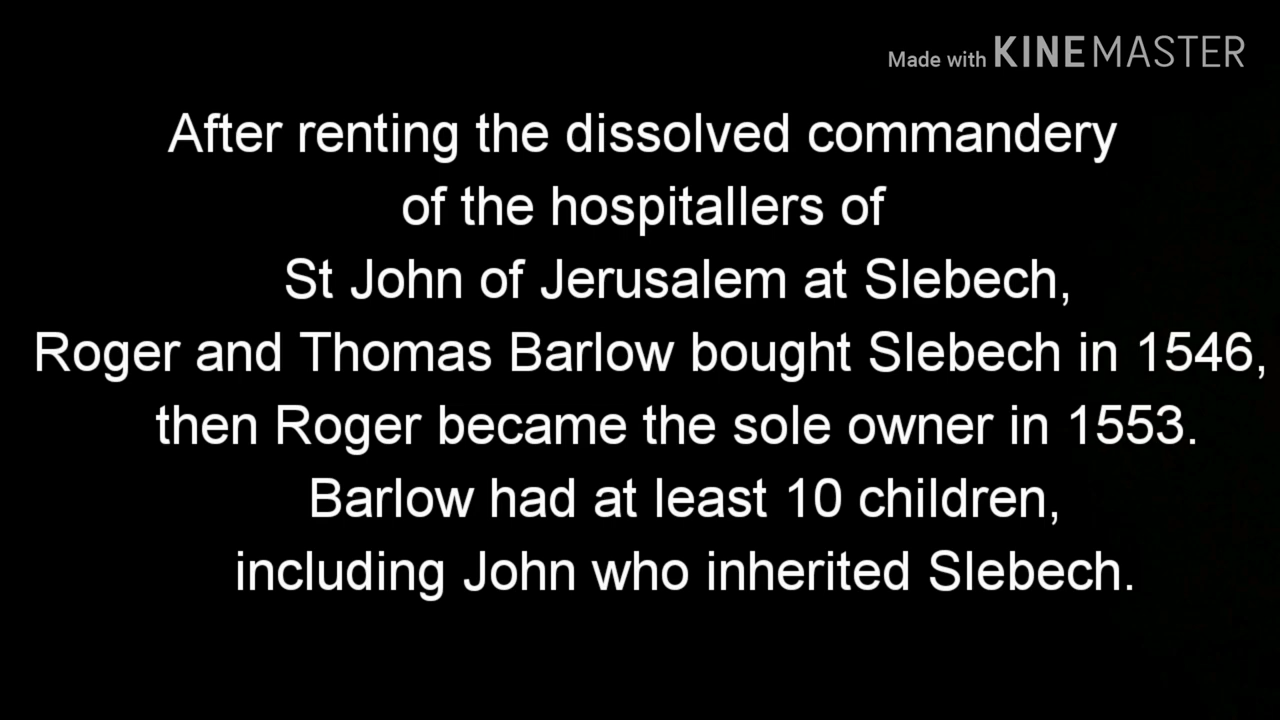 Made with KINEMASTER
After renting the dissolved commandery
of the hospitallers of
St John of Jerusalem at Slebech,
Roger and Thomas Barlow bought Slebech in 1546,
then Roger became the sole owner in 1553.
Barlow had at least 10 children,
including John who inherited Slebech.